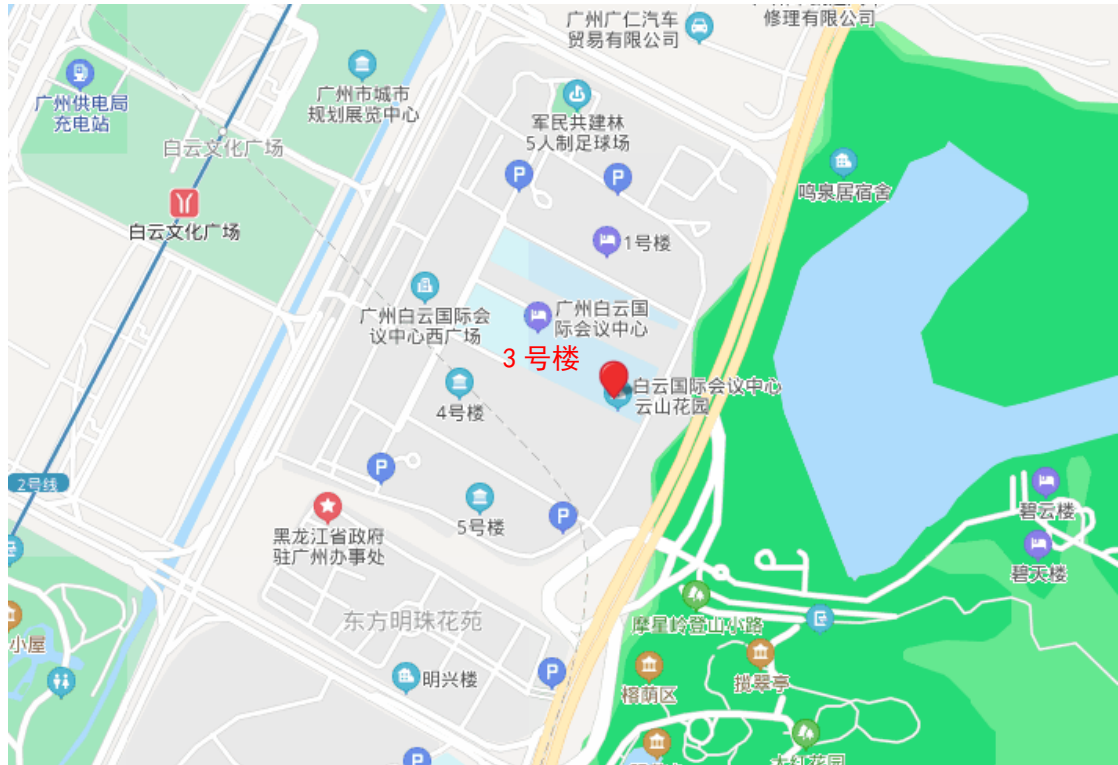 广州广仁汽车
贸易有限公司
修理有限公司
广州供电局
充电站
广州市城市
规划展览中心
军民共建林
5人制足球场
白云文化广场
白云文化广场
鸣泉居宿舍
1号楼
广州白云国际会
议中心西广场
广州白云国
际会议中心
3号楼
白云国际会议中心
云山花园
4号楼
2号线
5号楼
黑龙江省政府
驻广州办事处
碧云楼
碧天楼
东方明珠花苑
摩星岭登山小路
小屋
明兴楼
揽翠亭
榕荫区
P
P
P
P
P
P